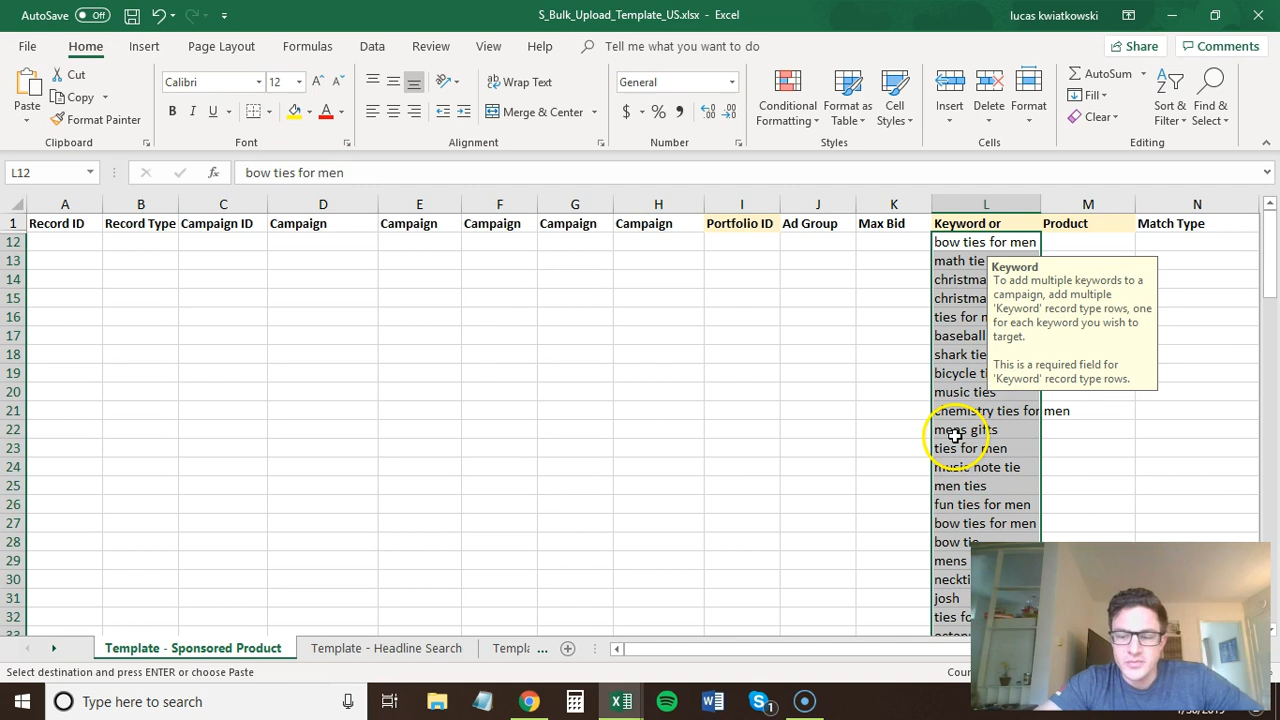 AutoSave Off S_Bulk_Upload_Template_US.xlsx - Excel lucas kwiatkowski
File Home Insert Page Layout Formulas Data Review View Help Tell me what you want to do Share Comments
Paste Cut Copy Format Painter Clipboard
Calibri 12 B I U A Font
Wrap Text Merge & Center Alignment
General $ % Number
Conditional Formatting Format as Table Cell Styles Styles
Insert Delete Format Cells
AutoSum Fill Clear Sort & Filter Find & Select Editing
L12 fx bow ties for men
A B C D E F G H I J K L M N
1 Record ID Record Type Campaign ID Campaign Campaign Campaign Campaign Campaign Portfolio ID Ad Group Max Bid Keyword or Product Match Type
12 bow ties for men
13 math tie
14 christma
15 christma
16 ties for m
17 baseball
18 shark tie
19 bicycle ti
20 music ties
21 chemistry ties for men
22 mens gifts
23 ties for men
24 music note tie
25 men ties
26 fun ties for men
27 bow ties for men
28 bow tie
29 mens
30 neckti
31 josh
32 ties fo
Keyword
To add multiple keywords to a
campaign, add multiple
'Keyword' record type rows, one
for each keyword you wish to
target.
This is a required field for
'Keyword' record type rows.
Template - Sponsored Product Template - Headline Search Templa ...
Select destination and press ENTER or choose Paste
Type here to search